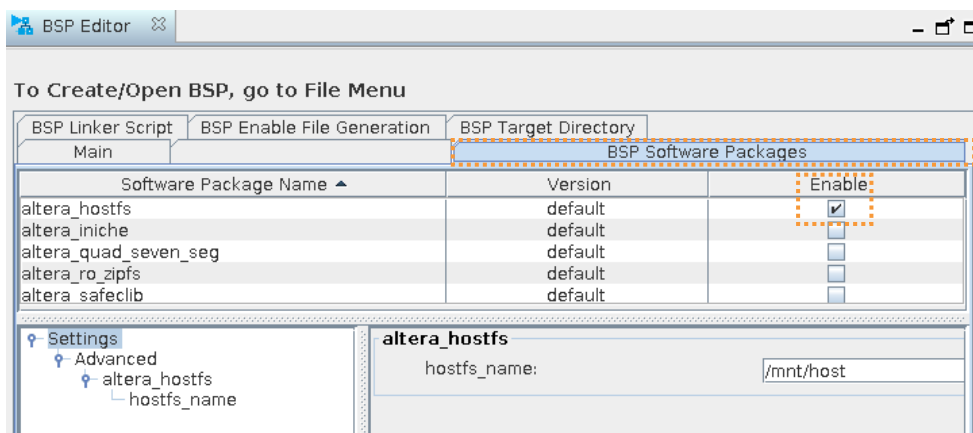 BSP Editor
To Create/Open BSP, go to File Menu
BSP Linker Script BSP Enable File Generation BSP Target Directory
Main BSP Software Packages
Software Package Name Version Enable
altera_hostfs default
altera_iniche default
altera_quad_seven_seg default
altera_ro_zipfs default
altera_safeclib default
Settings
Advanced
altera_hostfs
hostfs_name
altera_hostfs
hostfs_name: /mnt/host